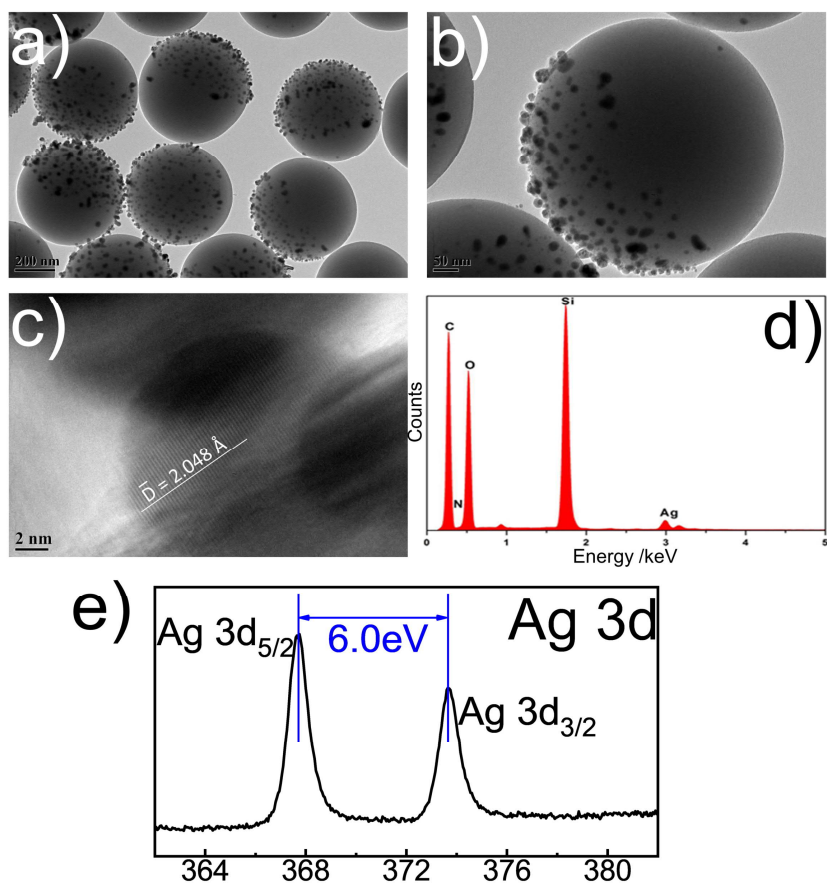 a)
200 nm
b)
50 nm
c)
D̄ = 2.048 Å
2 nm
d)
Si
C
O
N
Ag
Counts
0 1 2 3 4 5
Energy /keV
e)
Ag 3d
Ag 3d5/2
6.0eV
Ag 3d3/2
364 368 372 376 380